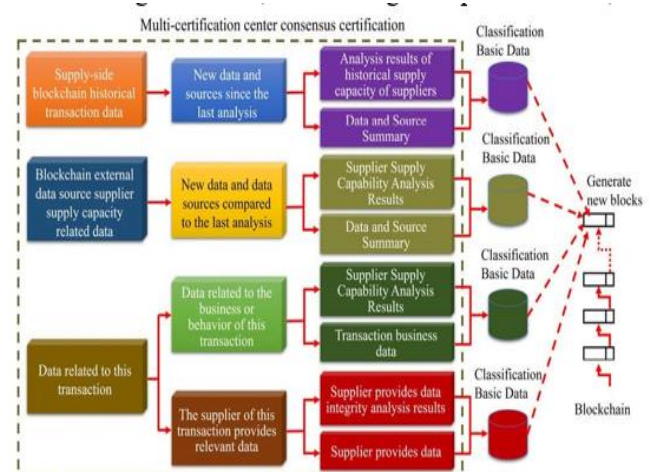 Multi-certification center consensus certification
Classification
Basic Data
Supply-side
blockchain historical
transaction data
New data and
sources since the
last analysis
Analysis results of
historical supply
capacity of suppliers
Data and Source
Summary
Classification
Basic Data
Blockchain external
data source supplier
supply capacity
related data
New data and data
sources compared
to the last analysis
Supplier Supply
Capability Analysis
Results
Data and Source
Summary
Generate
new blocks
Classification
Basic Data
Data related to this
transaction
Data related to the
business or
behavior of this
transaction
Supplier Supply
Capability Analysis
Results
Transaction business
data
Classification
Basic Data
The supplier of this
transaction provides
relevant data
Supplier provides data
integrity analysis results
Supplier provides data
Blockchain